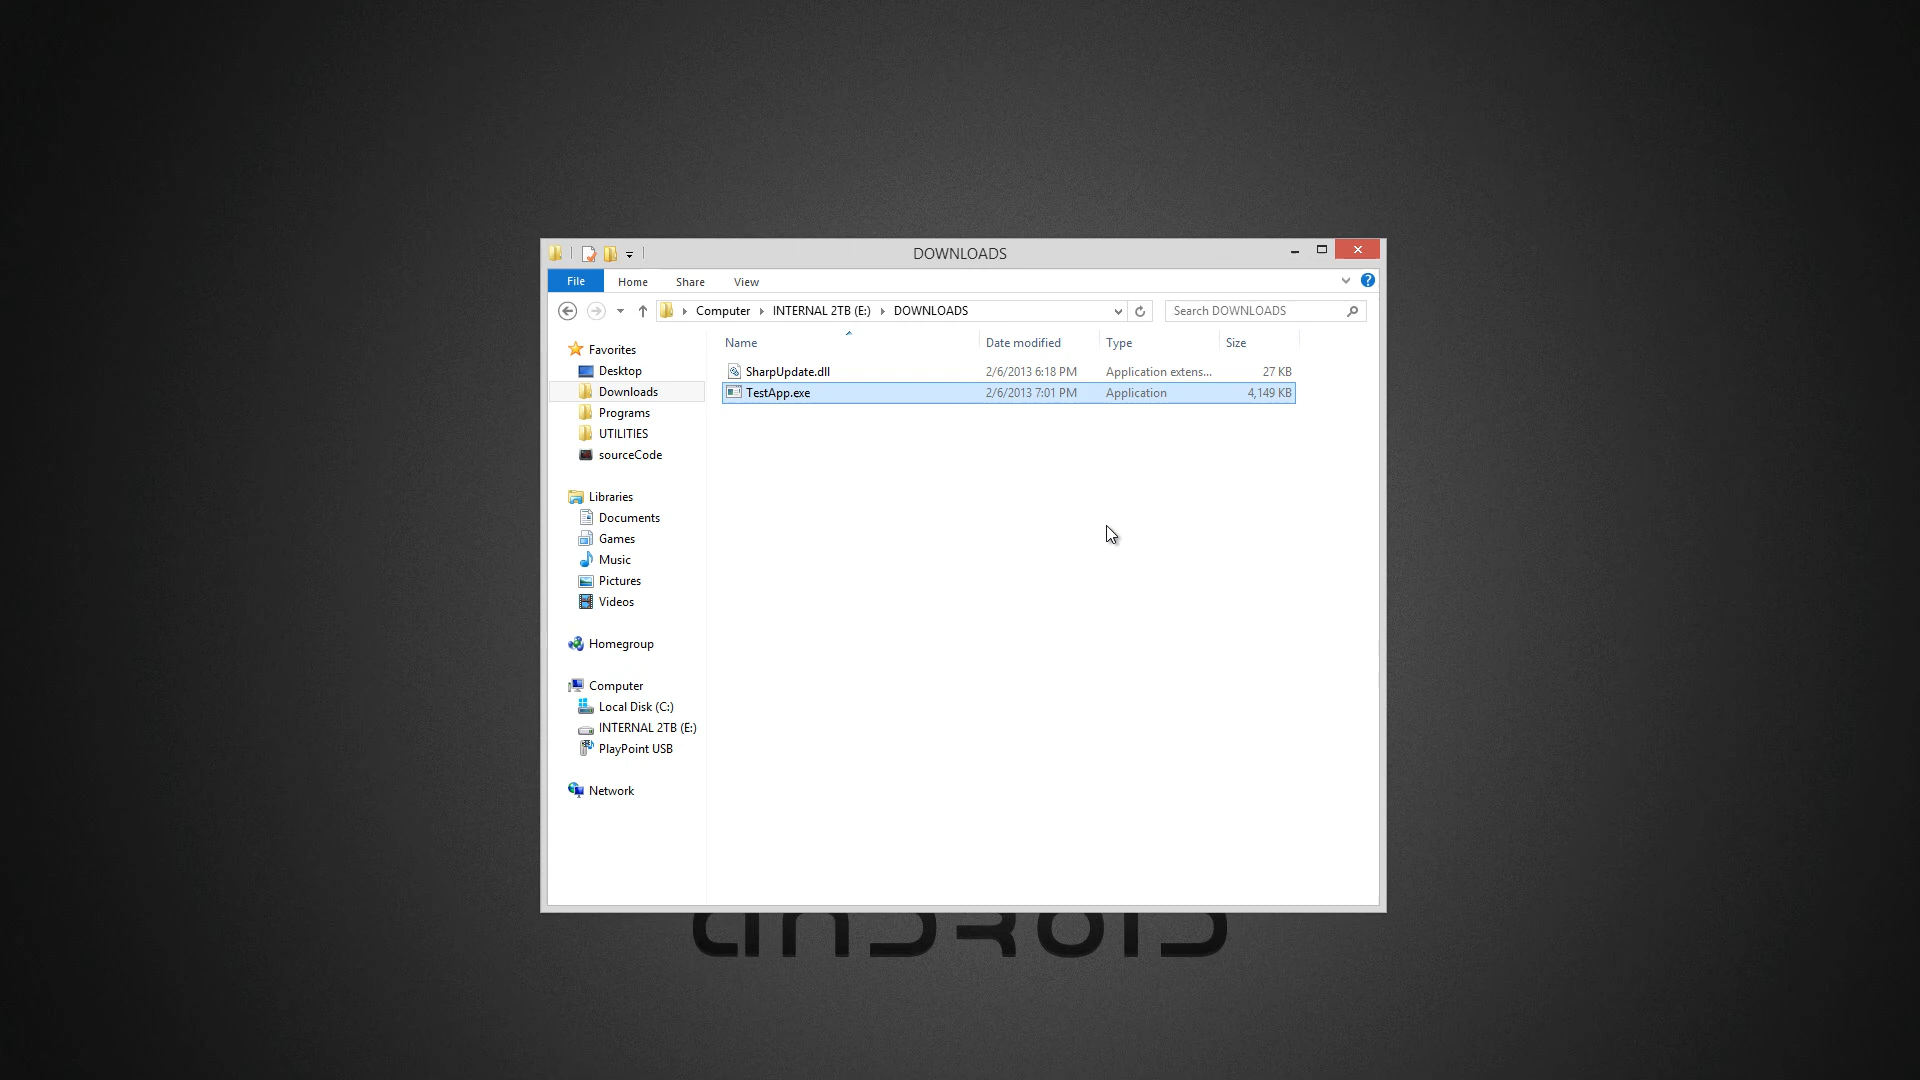 DOWNLOADS
File Home Share View
Computer INTERNAL 2TB (E:) DOWNLOADS Search DOWNLOADS
Name Date modified Type Size
SharpUpdate.dll 2/6/2013 6:18 PM Application extens... 27 KB
TestApp.exe 2/6/2013 7:01 PM Application 4,149 KB
Favorites
Desktop
Downloads
Programs
UTILITIES
sourceCode
Libraries
Documents
Games
Music
Pictures
Videos
Homegroup
Computer
Local Disk (C:)
INTERNAL 2TB (E:)
PlayPoint USB
Network
ANDROID